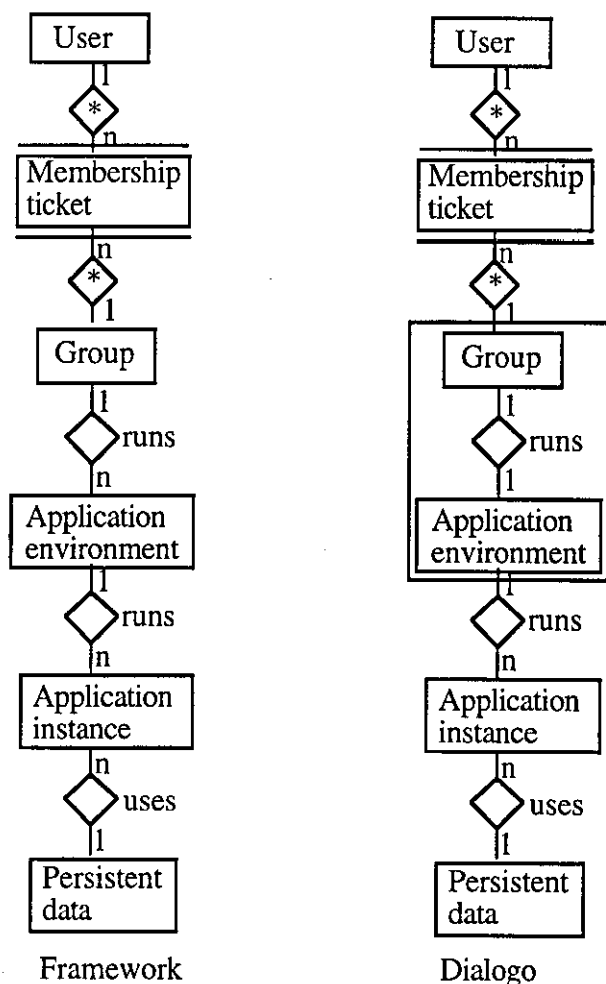 User
1
*
n
Membership
ticket
n
*
1
Group
1
runs
n
Application
environment
1
runs
n
Application
instance
n
uses
1
Persistent
data
Framework
User
1
*
n
Membership
ticket
n
*
1
Group
1
runs
1
Application
environment
1
runs
n
Application
instance
n
uses
1
Persistent
data
Dialogo